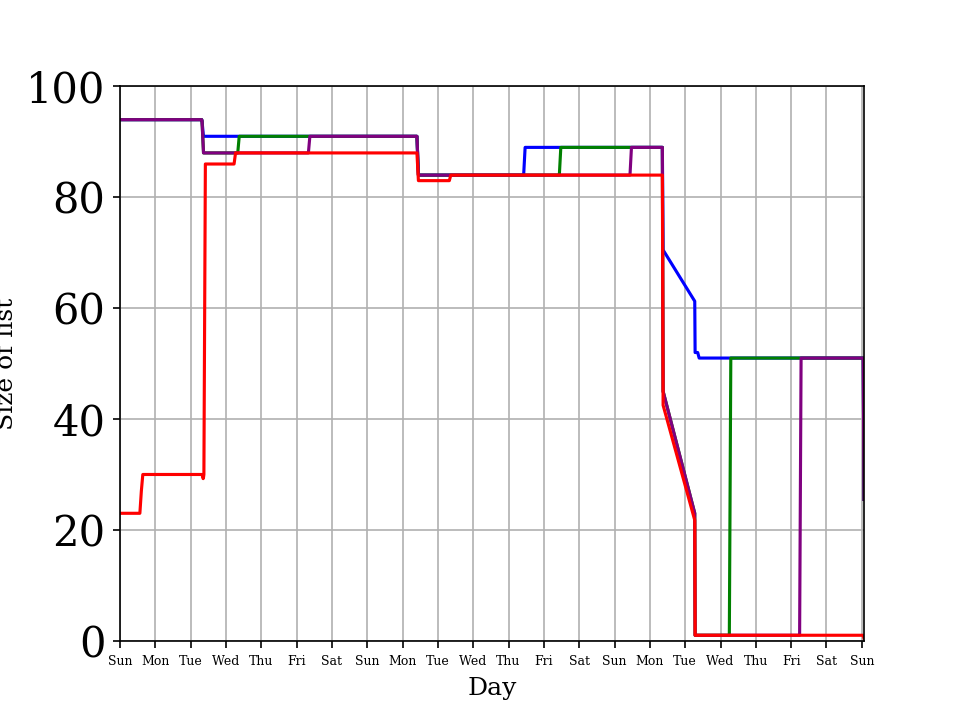 100
80
60
40
20
0
Size of list
Sun Mon Tue Wed Thu Fri Sat Sun Mon Tue Wed Thu Fri Sat Sun Mon Tue Wed Thu Fri Sat Sun
Day